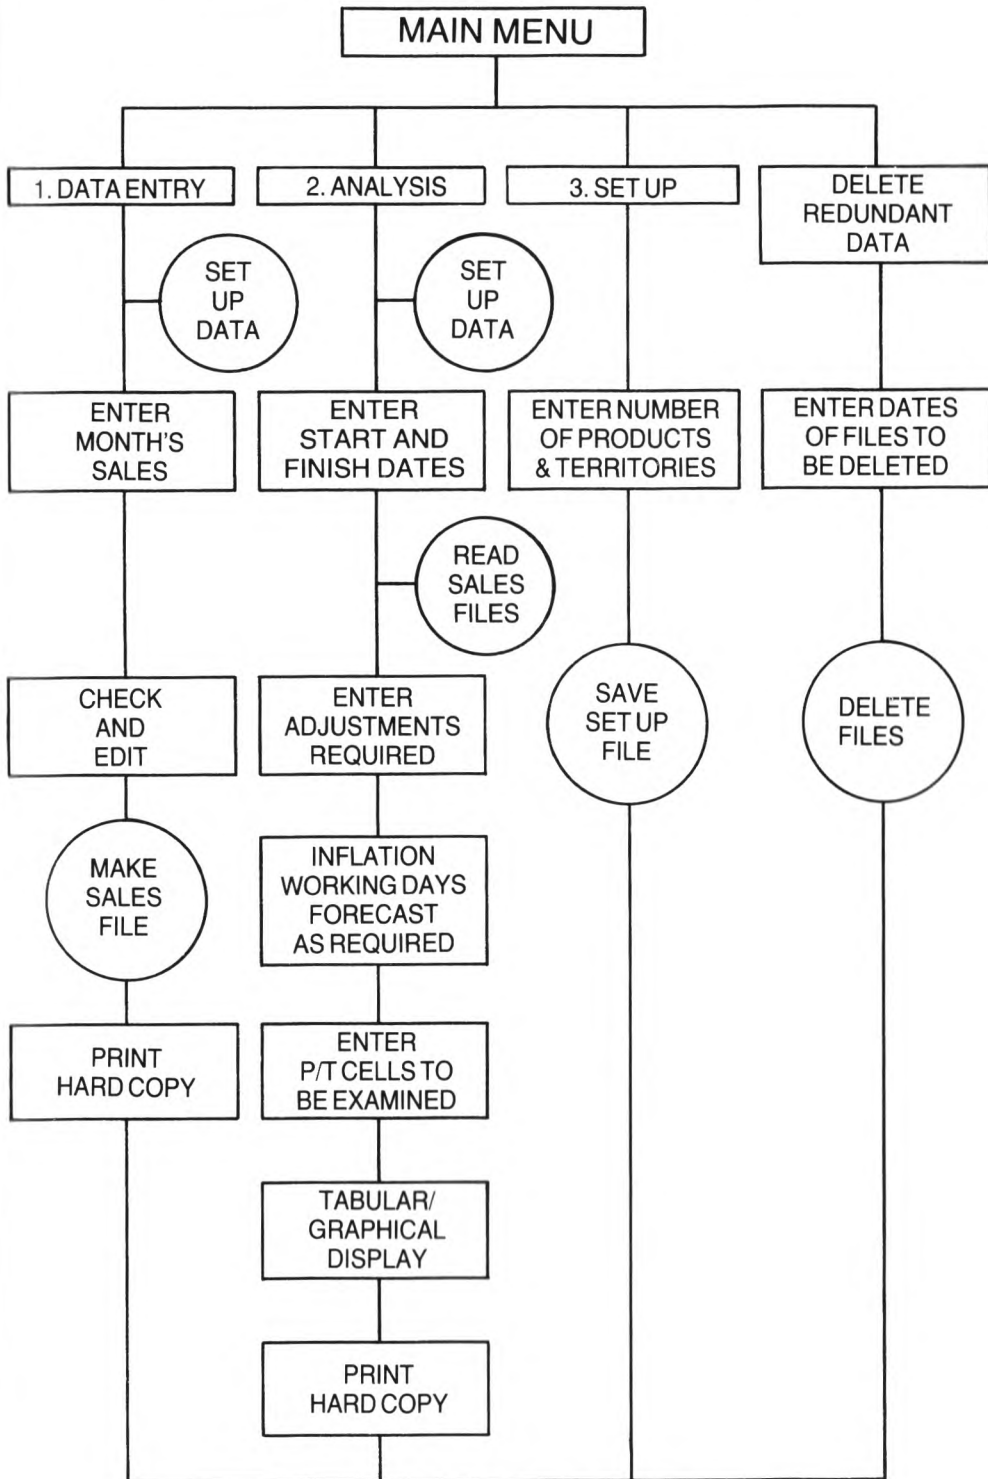 MAIN MENU
1. DATA ENTRY
SET
UP
DATA
ENTER
MONTH'S
SALES
CHECK
AND
EDIT
MAKE
SALES
FILE
PRINT
HARD COPY
2. ANALYSIS
SET
UP
DATA
ENTER
START AND
FINISH DATES
READ
SALES
FILES
ENTER
ADJUSTMENTS
REQUIRED
INFLATION
WORKING DAYS
FORECAST
AS REQUIRED
ENTER
P/T CELLS TO
BE EXAMINED
TABULAR/
GRAPHICAL
DISPLAY
PRINT
HARD COPY
3. SET UP
ENTER NUMBER
OF PRODUCTS
& TERRITORIES
SAVE
SET UP
FILE
DELETE
REDUNDANT
DATA
ENTER DATES
OF FILES TO
BE DELETED
DELETE
FILES